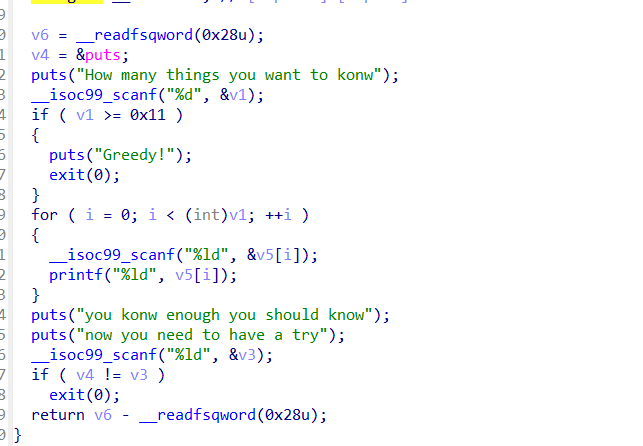 v6 = __readfsqword(0x28u);
v4 = &puts;
puts("How many things you want to konw");
__isoc99_scanf("%d", &v1);
if ( v1 >= 0x11 )
{
puts("Greedy!");
exit(0);
}
for ( i = 0; i < (int)v1; ++i )
{
__isoc99_scanf("%ld", &v5[i]);
printf("%ld", v5[i]);
}
puts("you konw enough you should know");
puts("now you need to have a try");
__isoc99_scanf("%ld", &v3);
if ( v4 != v3 )
exit(0);
return v6 - __readfsqword(0x28u);
}